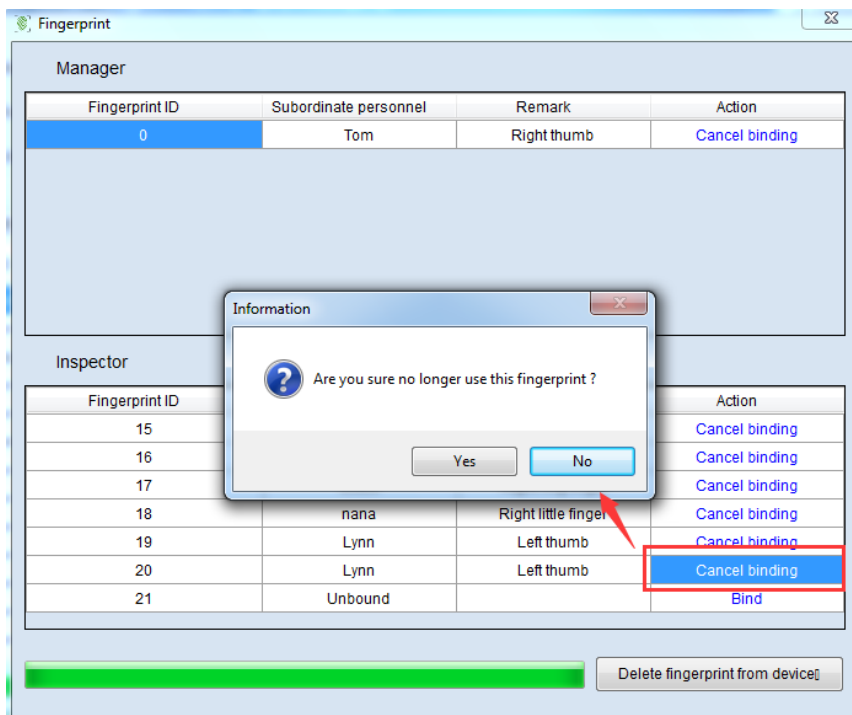 Fingerprint
Manager
Fingerprint ID Subordinate personnel Remark Action
0 Tom Right thumb Cancel binding
Information
Are you sure no longer use this fingerprint ?
Yes No
Inspector
Fingerprint ID Action
15 Cancel binding
16 Cancel binding
17 Cancel binding
18 nana Right little finger Cancel binding
19 Lynn Left thumb Cancel binding
20 Lynn Left thumb Cancel binding
21 Unbound Bind
Delete fingerprint from device